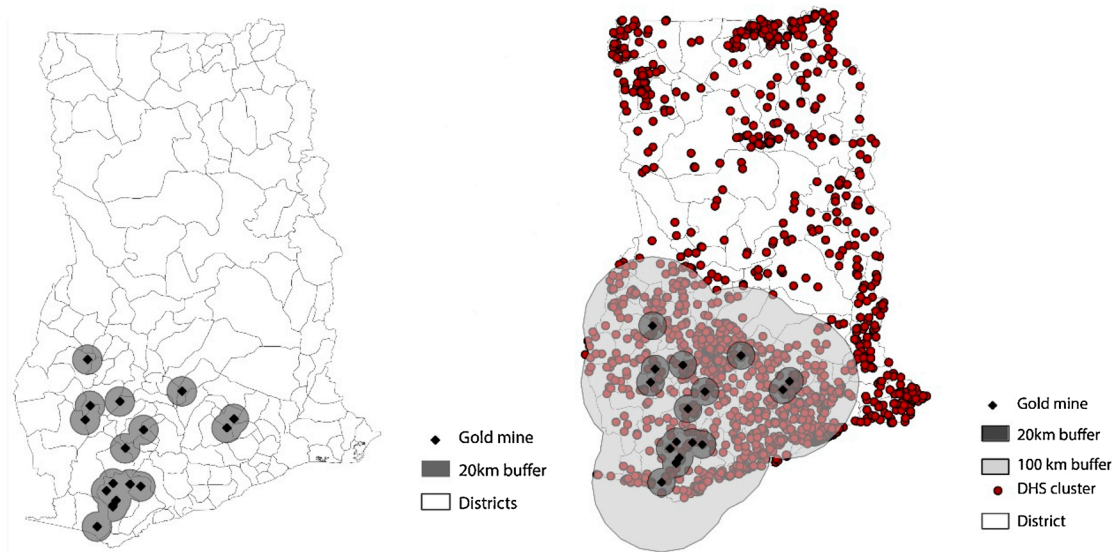 Gold mine
20km buffer
Districts
Gold mine
20km buffer
100 km buffer
DHS cluster
District